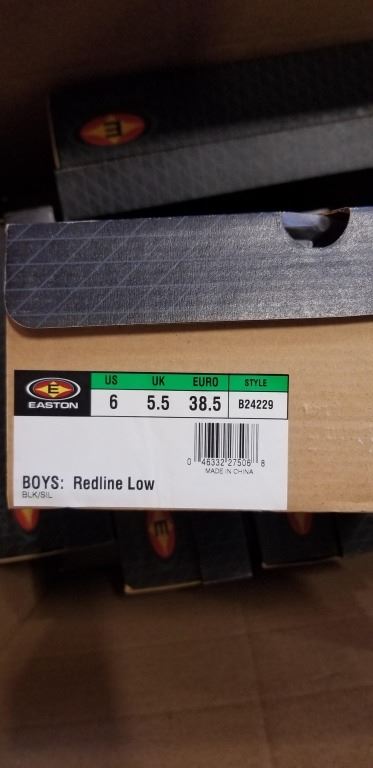 US UK EURO STYLE
E
EASTON
6 5.5 38.5 B24229
0 46332 27506 8
MADE IN CHINA
BOYS: Redline Low
BLK/SIL